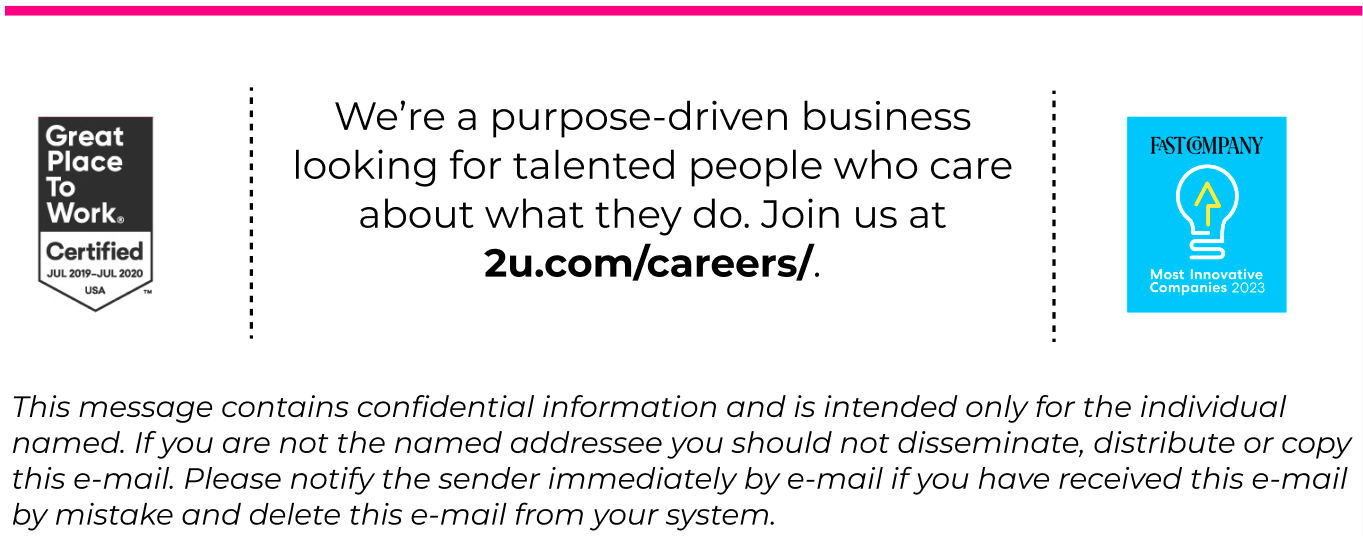 Great
Place
To
Work®
Certified
JUL 2019–JUL 2020
USA
™
We're a purpose-driven business
looking for talented people who care
about what they do. Join us at
2u.com/careers/.
FAST COMPANY
Most Innovative
Companies 2023
This message contains confidential information and is intended only for the individual
named. If you are not the named addressee you should not disseminate, distribute or copy
this e-mail. Please notify the sender immediately by e-mail if you have received this e-mail
by mistake and delete this e-mail from your system.